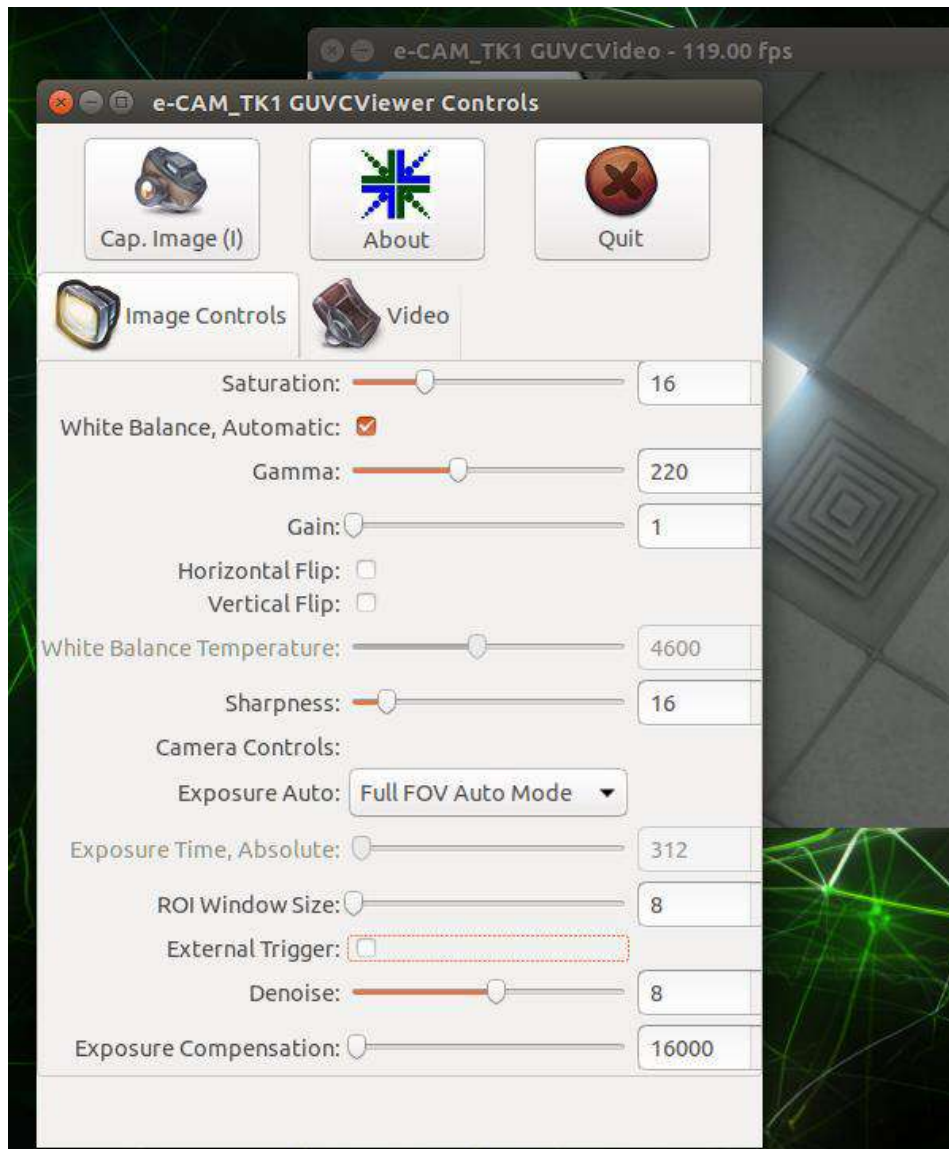 e-CAM_TK1 GUVCVideo - 119.00 fps
e-CAM_TK1 GUVCViewer Controls
Cap. Image (I)
About
Quit
Image Controls
Video
Saturation: 16
White Balance, Automatic:
Gamma: 220
Gain: 1
Horizontal Flip:
Vertical Flip:
White Balance Temperature: 4600
Sharpness: 16
Camera Controls:
Exposure Auto: Full FOV Auto Mode
Exposure Time, Absolute: 312
ROI Window Size: 8
External Trigger:
Denoise: 8
Exposure Compensation: 16000